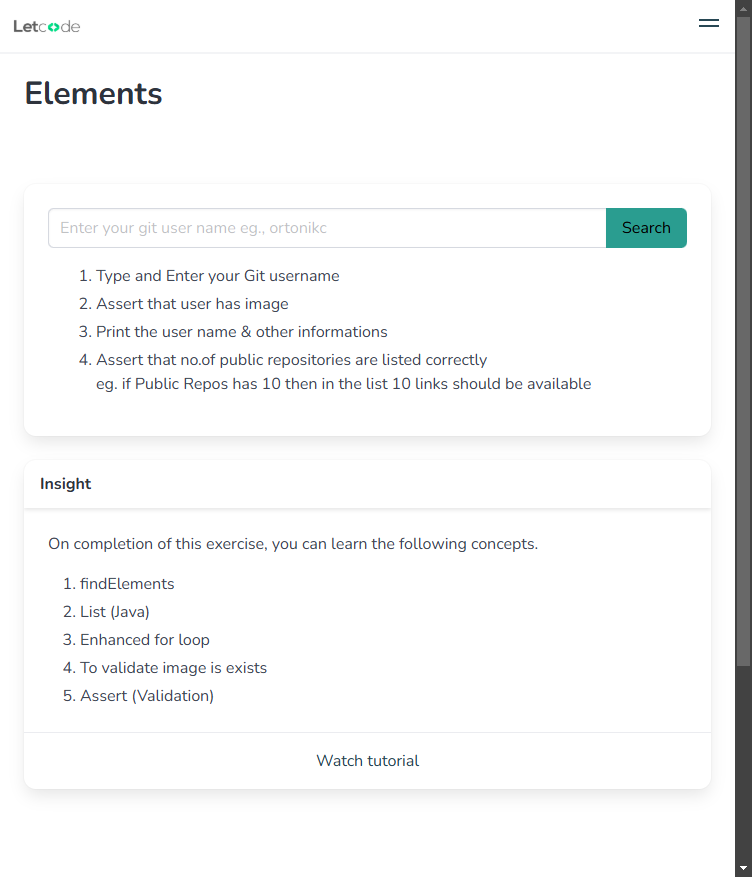 Letcode
Elements
Enter your git user name eg., ortonikc
Search
1. Type and Enter your Git username
2. Assert that user has image
3. Print the user name & other informations
4. Assert that no.of public repositories are listed correctly
eg. if Public Repos has 10 then in the list 10 links should be available
Insight
On completion of this exercise, you can learn the following concepts.
1. findElements
2. List (Java)
3. Enhanced for loop
4. To validate image is exists
5. Assert (Validation)
Watch tutorial